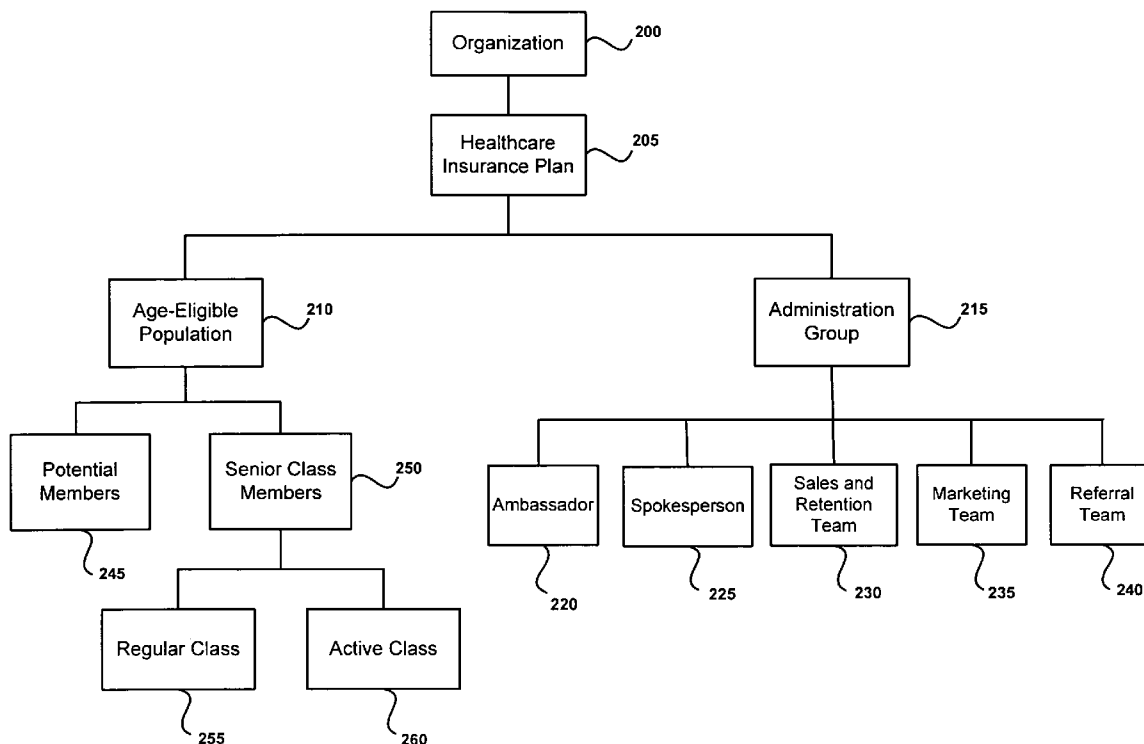 Organization
200
Healthcare
Insurance Plan
205
Age-Eligible
Population
210
Administration
Group
215
Potential
Members
245
Senior Class
Members
250
Ambassador
220
Spokesperson
225
Sales and
Retention
Team
230
Marketing
Team
235
Referral
Team
240
Regular Class
255
Active Class
260